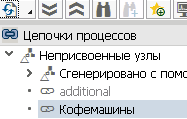 Цепочки процессов
Неприсвоенные узлы
Сгенерировано с помо
additional
Кофемашины